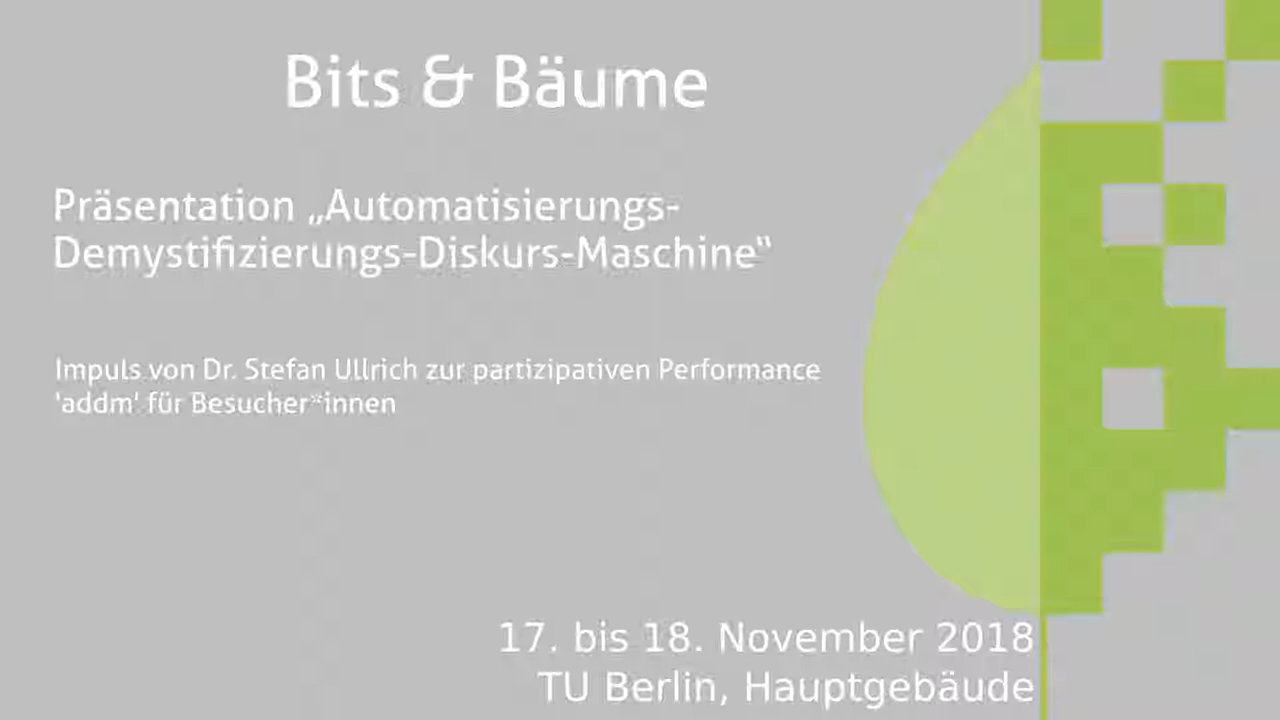 Bits & Bäume
Präsentation „Automatisierungs-
Demystifizierungs-Diskurs-Maschine“
Impuls von Dr. Stefan Ullrich zur partizipativen Performance
'addm' für Besucher*innen
17. bis 18. November 2018
TU Berlin, Hauptgebäude